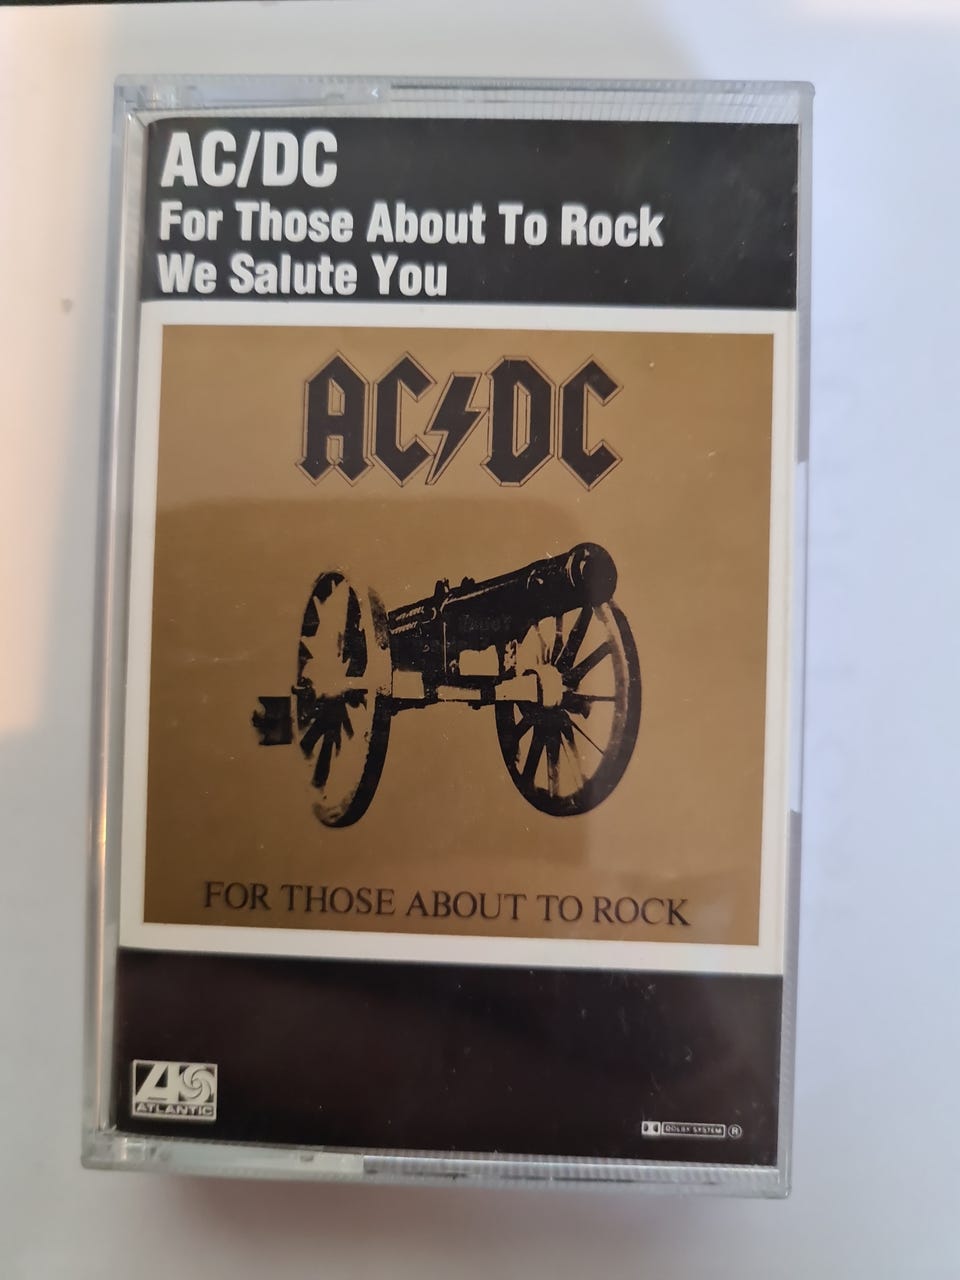 AC/DC
For Those About To Rock
We Salute You
AC⚡DC
FOR THOSE ABOUT TO ROCK
ATLANTIC
DOLBY SYSTEM ®